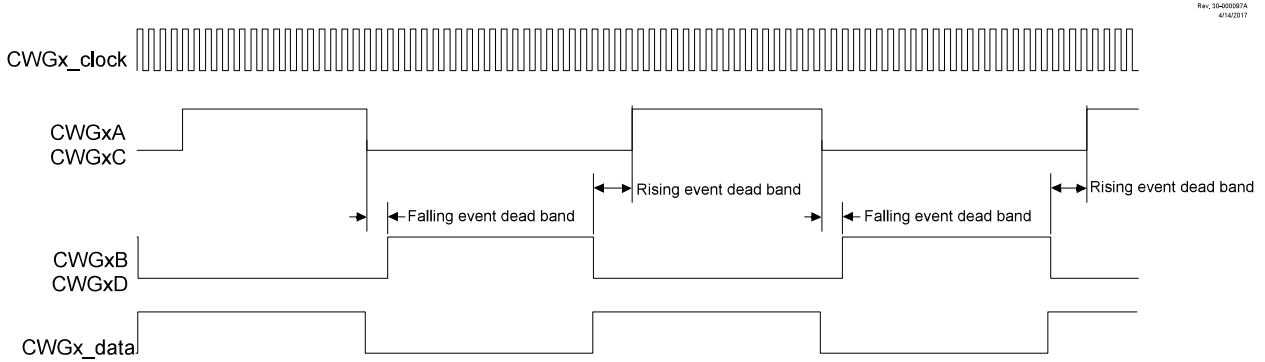 Rev. 30-000097A
4/14/2017
CWGx_clock
CWGxA
CWGxC
Rising event dead band
Rising event dead band
Falling event dead band
Falling event dead band
CWGxB
CWGxD
CWGx_data